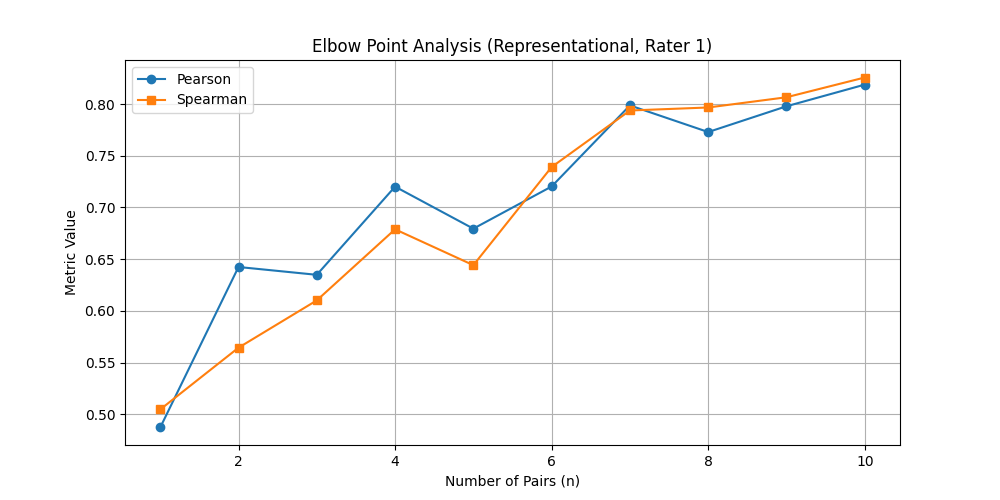 Elbow Point Analysis (Representational, Rater 1)
Pearson
Spearman
0.80
0.75
0.70
0.65
0.60
0.55
0.50
Metric Value
2 4 6 8 10
Number of Pairs (n)